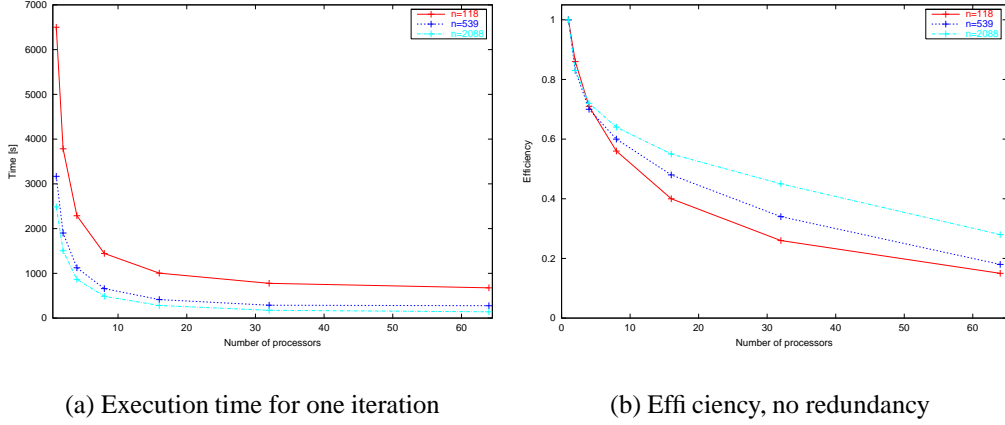 7000
6000
5000
4000
3000
2000
1000
0
Time [s]
10
20
30
40
50
60
Number of processors
n=118
n=539
n=2088
1
0.8
0.6
0.4
0.2
0
Efficiency
0
10
20
30
40
50
60
Number of processors
n=118
n=539
n=2088
(a) Execution time for one iteration
(b) Effi ciency, no redundancy